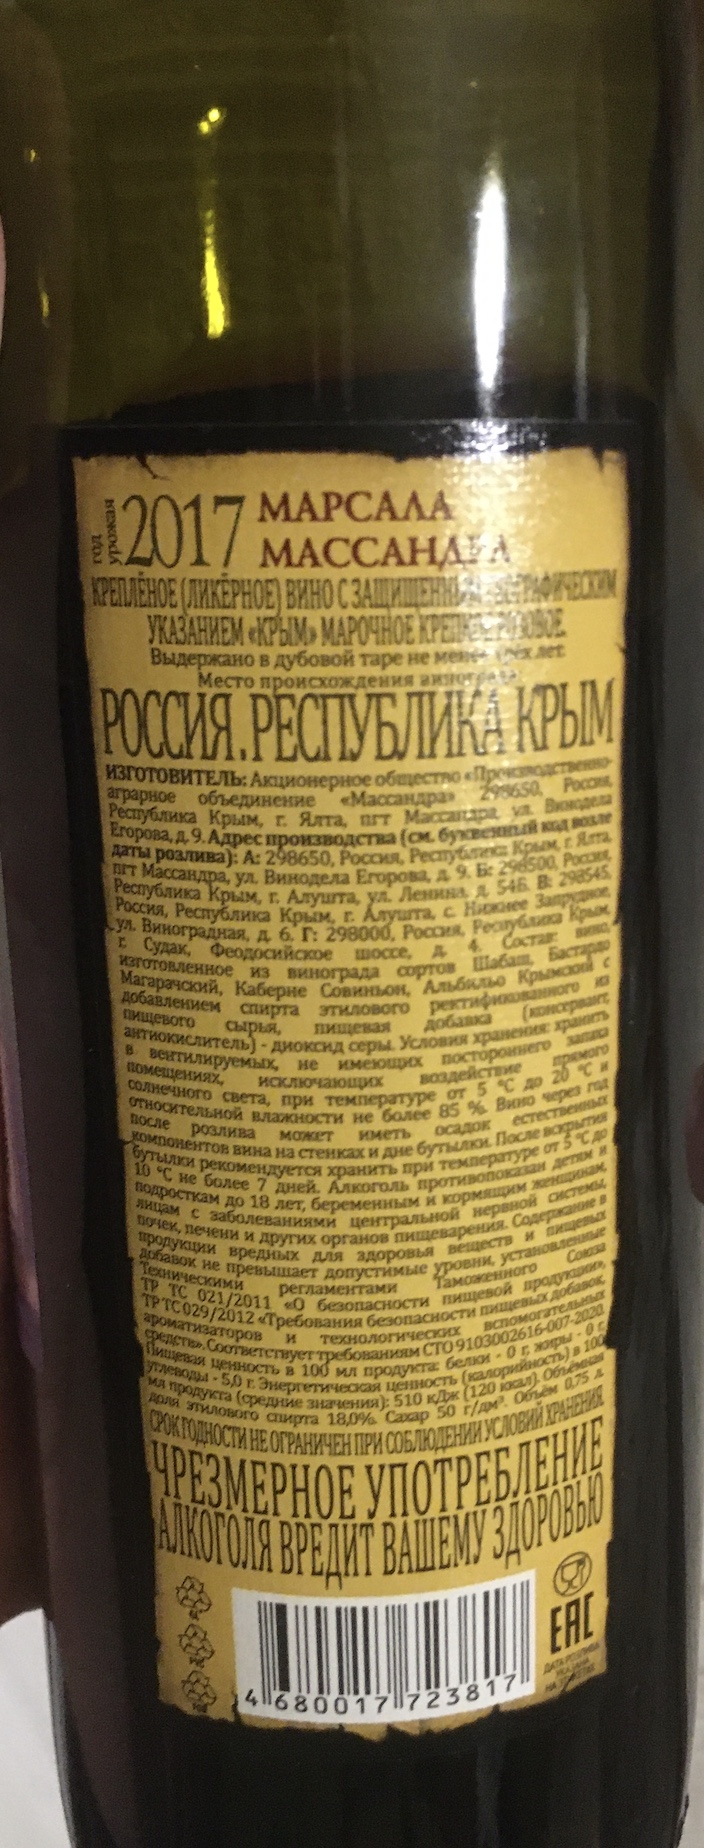 год урожая 2017 МАРСАЛА
МАССАНДРА
КРЕПЛЁНОЕ (ЛИКЁРНОЕ) ВИНО С ЗАЩИЩЕННЫМ ГЕОГРАФИЧЕСКИМ
УКАЗАНИЕМ «КРЫМ» МАРОЧНОЕ КРЕПКОЕ РОЗОВОЕ.
Выдержано в дубовой таре не менее трёх лет.
Место происхождения винограда:
РОССИЯ.РЕСПУБЛИКА КРЫМ
ИЗГОТОВИТЕЛЬ: Акционерное общество «Производственно-
аграрное объединение «Массандра» 298650, Россия,
Республика Крым, г. Ялта, пгт Массандра, ул. Винодела
Егорова, д. 9. Адрес производства (см. буквенный код возле
даты розлива): А: 298650, Россия, Республика Крым, г. Ялта,
пгт Массандра, ул. Винодела Егорова, д. 9. Б: 298500, Россия,
Республика Крым, г. Алушта, ул. Ленина, д. 54Б. В: 298545,
Россия, Республика Крым, г. Алушта, с. Нижнее Запрудное,
ул. Виноградная, д. 6. Г: 298000, Россия, Республика Крым,
г. Судак, Феодосийское шоссе, д. 4. Состав: вино,
изготовленное из винограда сортов Шабаш, Бастардо
Магарачский, Каберне Совиньон, Альбильо Крымский с
добавлением спирта этилового ректификованного из
пищевого сырья, пищевая добавка (консервант,
антиокислитель) - диоксид серы. Условия хранения: хранить
в вентилируемых, не имеющих постороннего запаха
помещениях, исключающих воздействие прямого
солнечного света, при температуре от 5 °С до 20 °С и
относительной влажности не более 85 %. Вино через год
после розлива может иметь осадок естественных
компонентов вина на стенках и дне бутылки. После вскрытия
бутылки рекомендуется хранить при температуре от 5 °С до
10 °С не более 7 дней. Алкоголь противопоказан детям и
подросткам до 18 лет, беременным и кормящим женщинам,
лицам с заболеваниями центральной нервной системы,
почек, печени и других органов пищеварения. Содержание в
продукции вредных для здоровья веществ и пищевых
добавок не превышает допустимые уровни, установленные
Техническими регламентами Таможенного Союза
ТР ТС 021/2011 «О безопасности пищевой продукции»,
ТР ТС 029/2012 «Требования безопасности пищевых добавок,
ароматизаторов и технологических вспомогательных
средств». Соответствует требованиям СТО 9103002616-007-2020.
Пищевая ценность в 100 мл продукта: белки - 0 г, жиры - 0 г,
углеводы - 5,0 г. Энергетическая ценность (калорийность) в 100
мл продукта (средние значения): 510 кДж (120 ккал). Объёмная
доля этилового спирта 18,0%. Сахар 50 г/дм³. Объём 0,75 л.
СРОК ГОДНОСТИ НЕ ОГРАНИЧЕН ПРИ СОБЛЮДЕНИИ УСЛОВИЙ ХРАНЕНИЯ.
ЧРЕЗМЕРНОЕ УПОТРЕБЛЕНИЕ
АЛКОГОЛЯ ВРЕДИТ ВАШЕМУ ЗДОРОВЬЮ
EAC
ДАТА РОЗЛИВА
УКАЗАНА
4 680017 723817